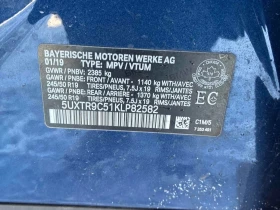 BAYERISCHE MOTOREN WERKE AG
01/19 TYPE : MPV / VTUM
GVWR / PNBV : 2385 kg
GAWR / PNBE : FRONT / AVANT 1140 kg WITH/AVEC
245/50 R19 TIRES / PNEUS, 7.5J x 19 RIMS/JANTES
GAWR / PNBE : REAR / ARRIERE 1370 kg WITH/AVEC
245/50 R19 TIRES / PNEUS, 7.5J x 19 RIMS/JANTES
5UXTR9C51KLP82582
EC
C1M/5